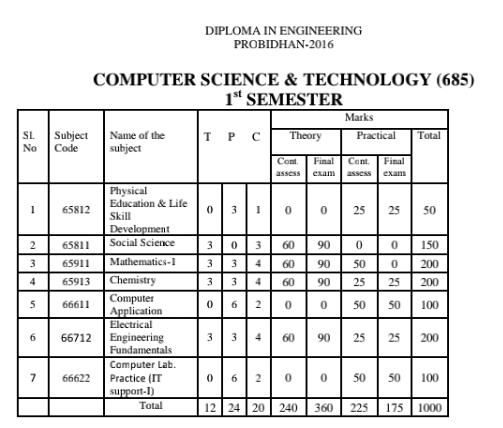 DIPLOMA IN ENGINEERING
PROBIDHAN-2016
COMPUTER SCIENCE & TECHNOLOGY (685)
1st SEMESTER
Sl. No Subject Code Name of the subject T P C Marks
Theory Practical Total
Cont. assess Final exam Cont. assess Final exam
1 65812 Physical Education & Life Skill Development 0 3 1 0 0 25 25 50
2 65811 Social Science 3 0 3 60 90 0 0 150
3 65911 Mathematics-I 3 3 4 60 90 50 0 200
4 65913 Chemistry 3 3 4 60 90 25 25 200
5 66611 Computer Application 0 6 2 0 0 50 50 100
6 66712 Electrical Engineering Fundamentals 3 3 4 60 90 25 25 200
7 66622 Computer Lab. Practice (IT support-I) 0 6 2 0 0 50 50 100
Total 12 24 20 240 360 225 175 1000